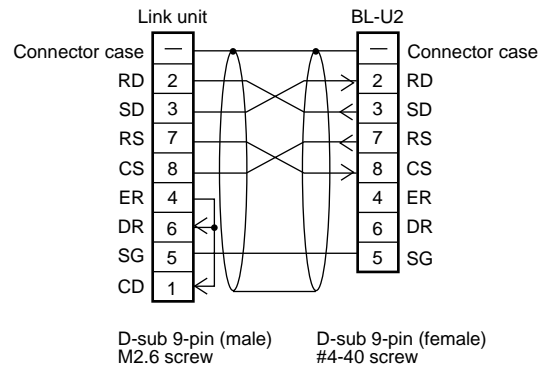 Link unit BL-U2
Connector case — — Connector case
RD 2 2 RD
SD 3 3 SD
RS 7 7 RS
CS 8 8 CS
ER 4 4 ER
DR 6 6 DR
SG 5 5 SG
CD 1
D-sub 9-pin (male) D-sub 9-pin (female)
M2.6 screw #4-40 screw